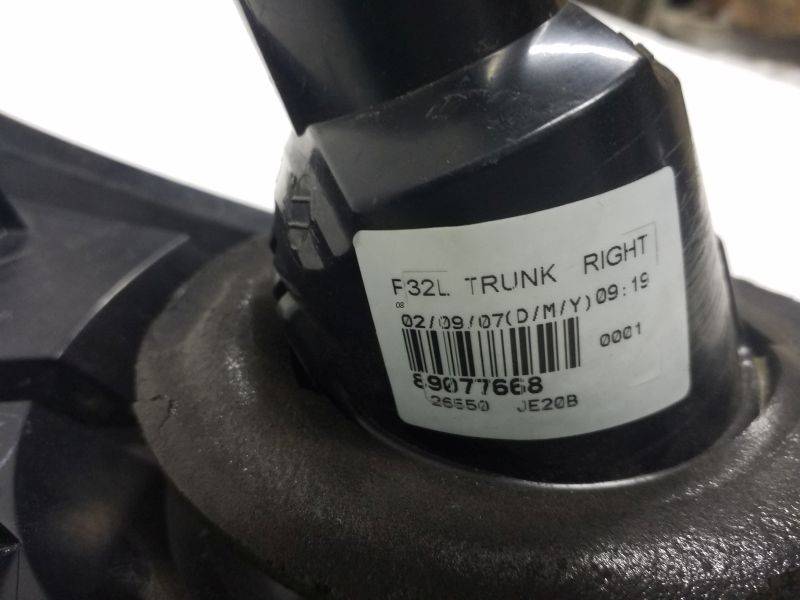 P32L TRUNK RIGHT
08
02/09/07(D/M/Y)09:19
0001
89077668
26550 JE20B